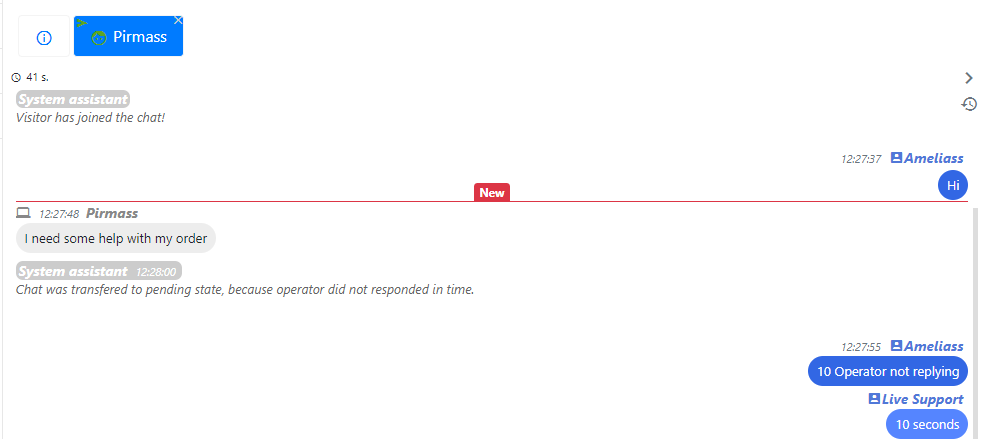 Pirmass
41 s.
System assistant
Visitor has joined the chat!
12:27:37 Ameliass
Hi
New
12:27:48 Pirmass
I need some help with my order
System assistant 12:28:00
Chat was transfered to pending state, because operator did not responded in time.
12:27:55 Ameliass
10 Operator not replying
Live Support
10 seconds